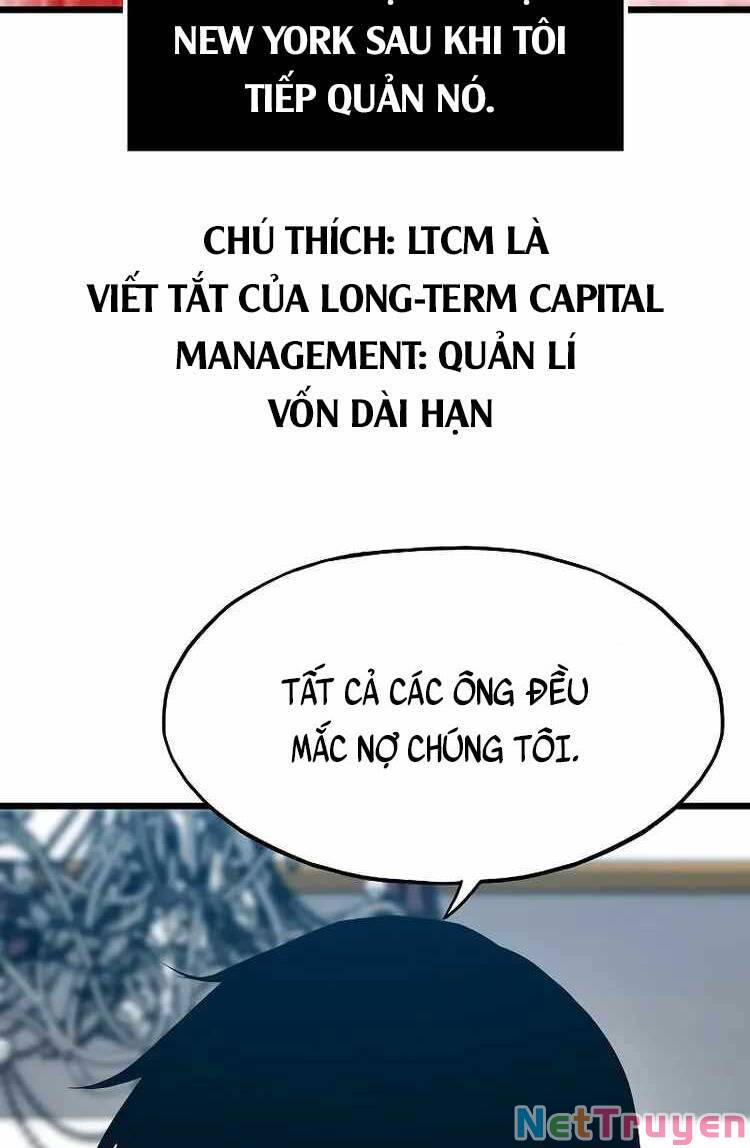 NEW YORK SAU KHI TÔI
TIẾP QUẢN NÓ.
CHÚ THÍCH: LTCM LÀ
VIẾT TẮT CỦA LONG-TERM CAPITAL
MANAGEMENT: QUẢN LÍ
VỐN DÀI HẠN
TẤT CẢ CÁC ÔNG ĐỀU
MẮC NỢ CHÚNG TÔI.
NetTruyen